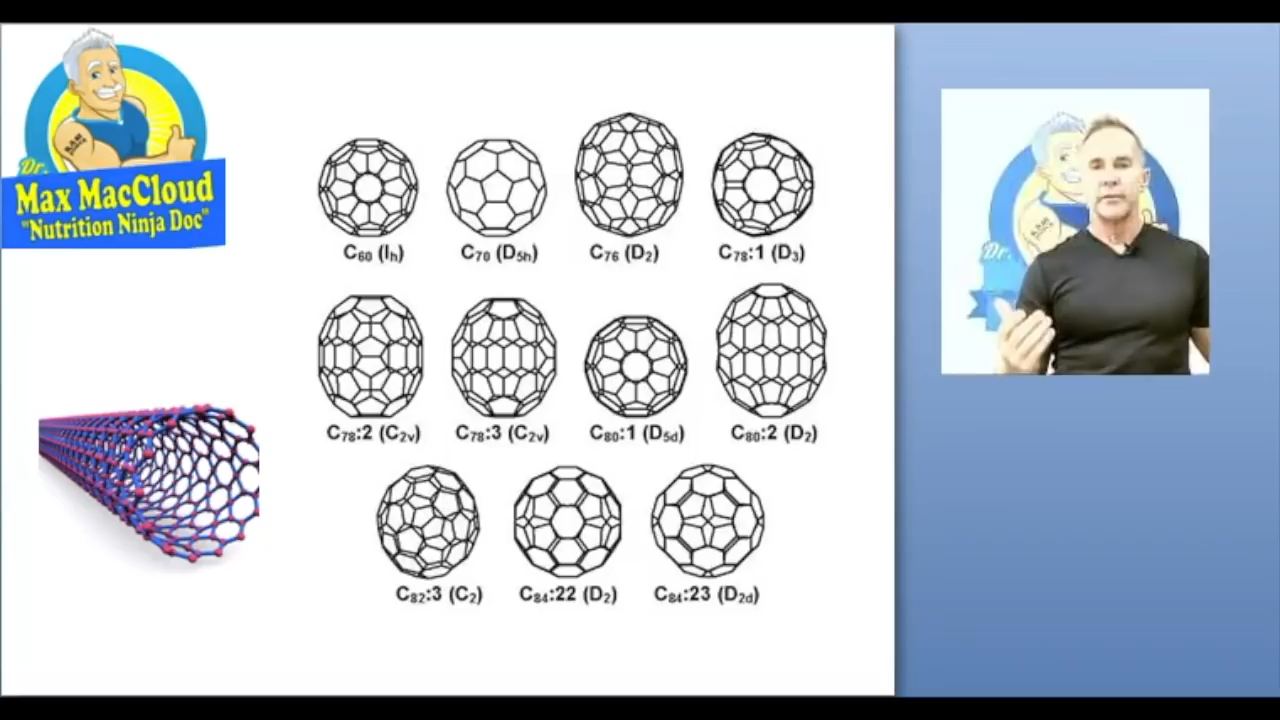 Dr.
Max MacCloud
"Nutrition Ninja Doc"
C60 (Ih) C70 (D5h) C76 (D2) C78:1 (D3)
C78:2 (C2v) C78:3 (C2v) C80:1 (D5d) C80:2 (D2)
C82:3 (C2) C84:22 (D2) C84:23 (D2d)
Dr.